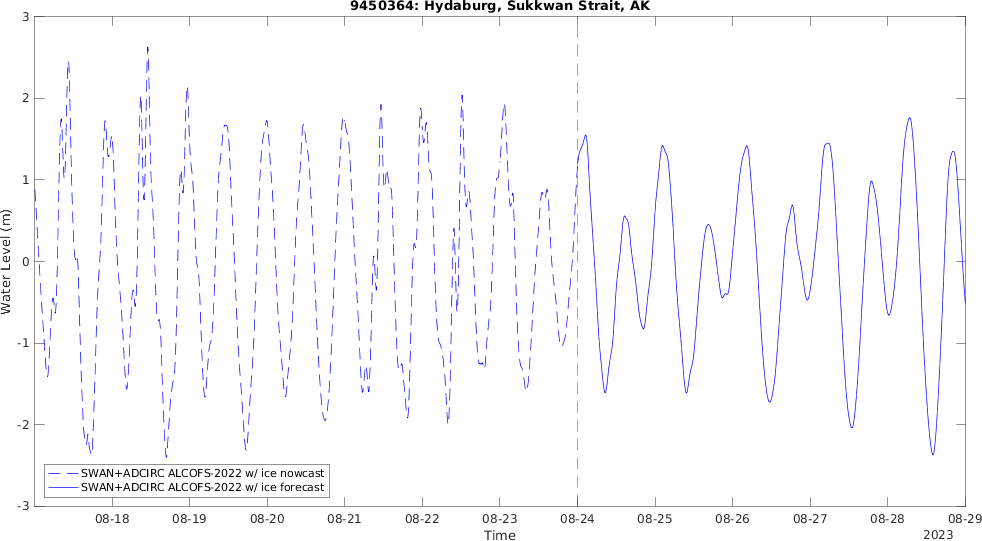 9450364: Hydaburg, Sukkwan Strait, AK
3
2
1
0
-1
-2
-3
Water Level (m)
SWAN+ADCIRC ALCOFS-2022 w/ ice nowcast
SWAN+ADCIRC ALCOFS-2022 w/ ice forecast
08-18 08-19 08-20 08-21 08-22 08-23 08-24 08-25 08-26 08-27 08-28 08-29
Time
2023